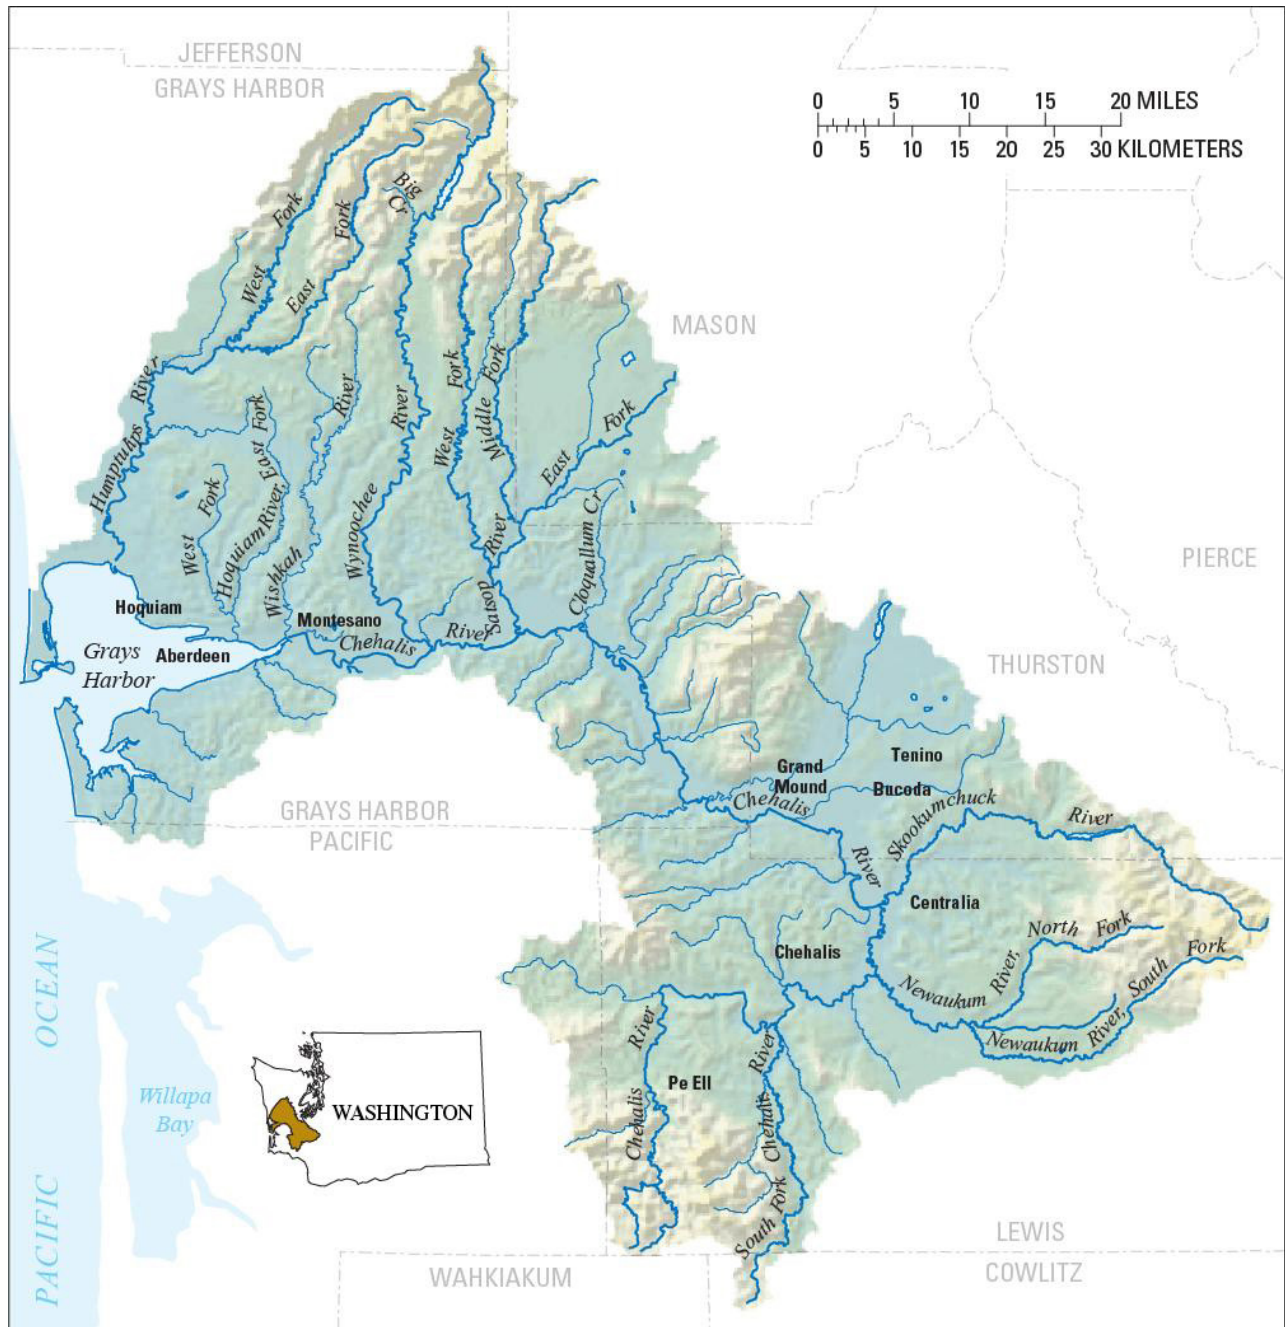 JEFFERSON
GRAYS HARBOR
0 5 10 15 20 MILES
0 5 10 15 20 25 30 KILOMETERS
Big
Cr
West Fork
East Fork
MASON
Humptulips River
West Fork
Hoquiam River, East Fork
Wishkah River
Wynoochee River
West Fork
Middle Fork
East Fork
Satsop River
Cloquallum Cr
PIERCE
Hoquiam
Montesano
Chehalis River
Grays
Harbor
Aberdeen
THURSTON
Tenino
Grand
Mound
Bucoda
Chehalis River
Skookumchuck River
GRAYS HARBOR
PACIFIC
Centralia
Chehalis
Newaukum River, North Fork
Newaukum River, South Fork
Chehalis River
Pe Ell
South Fork Chehalis River
PACIFIC OCEAN
Willapa
Bay
WASHINGTON
LEWIS
COWLITZ
WAHKIAKUM